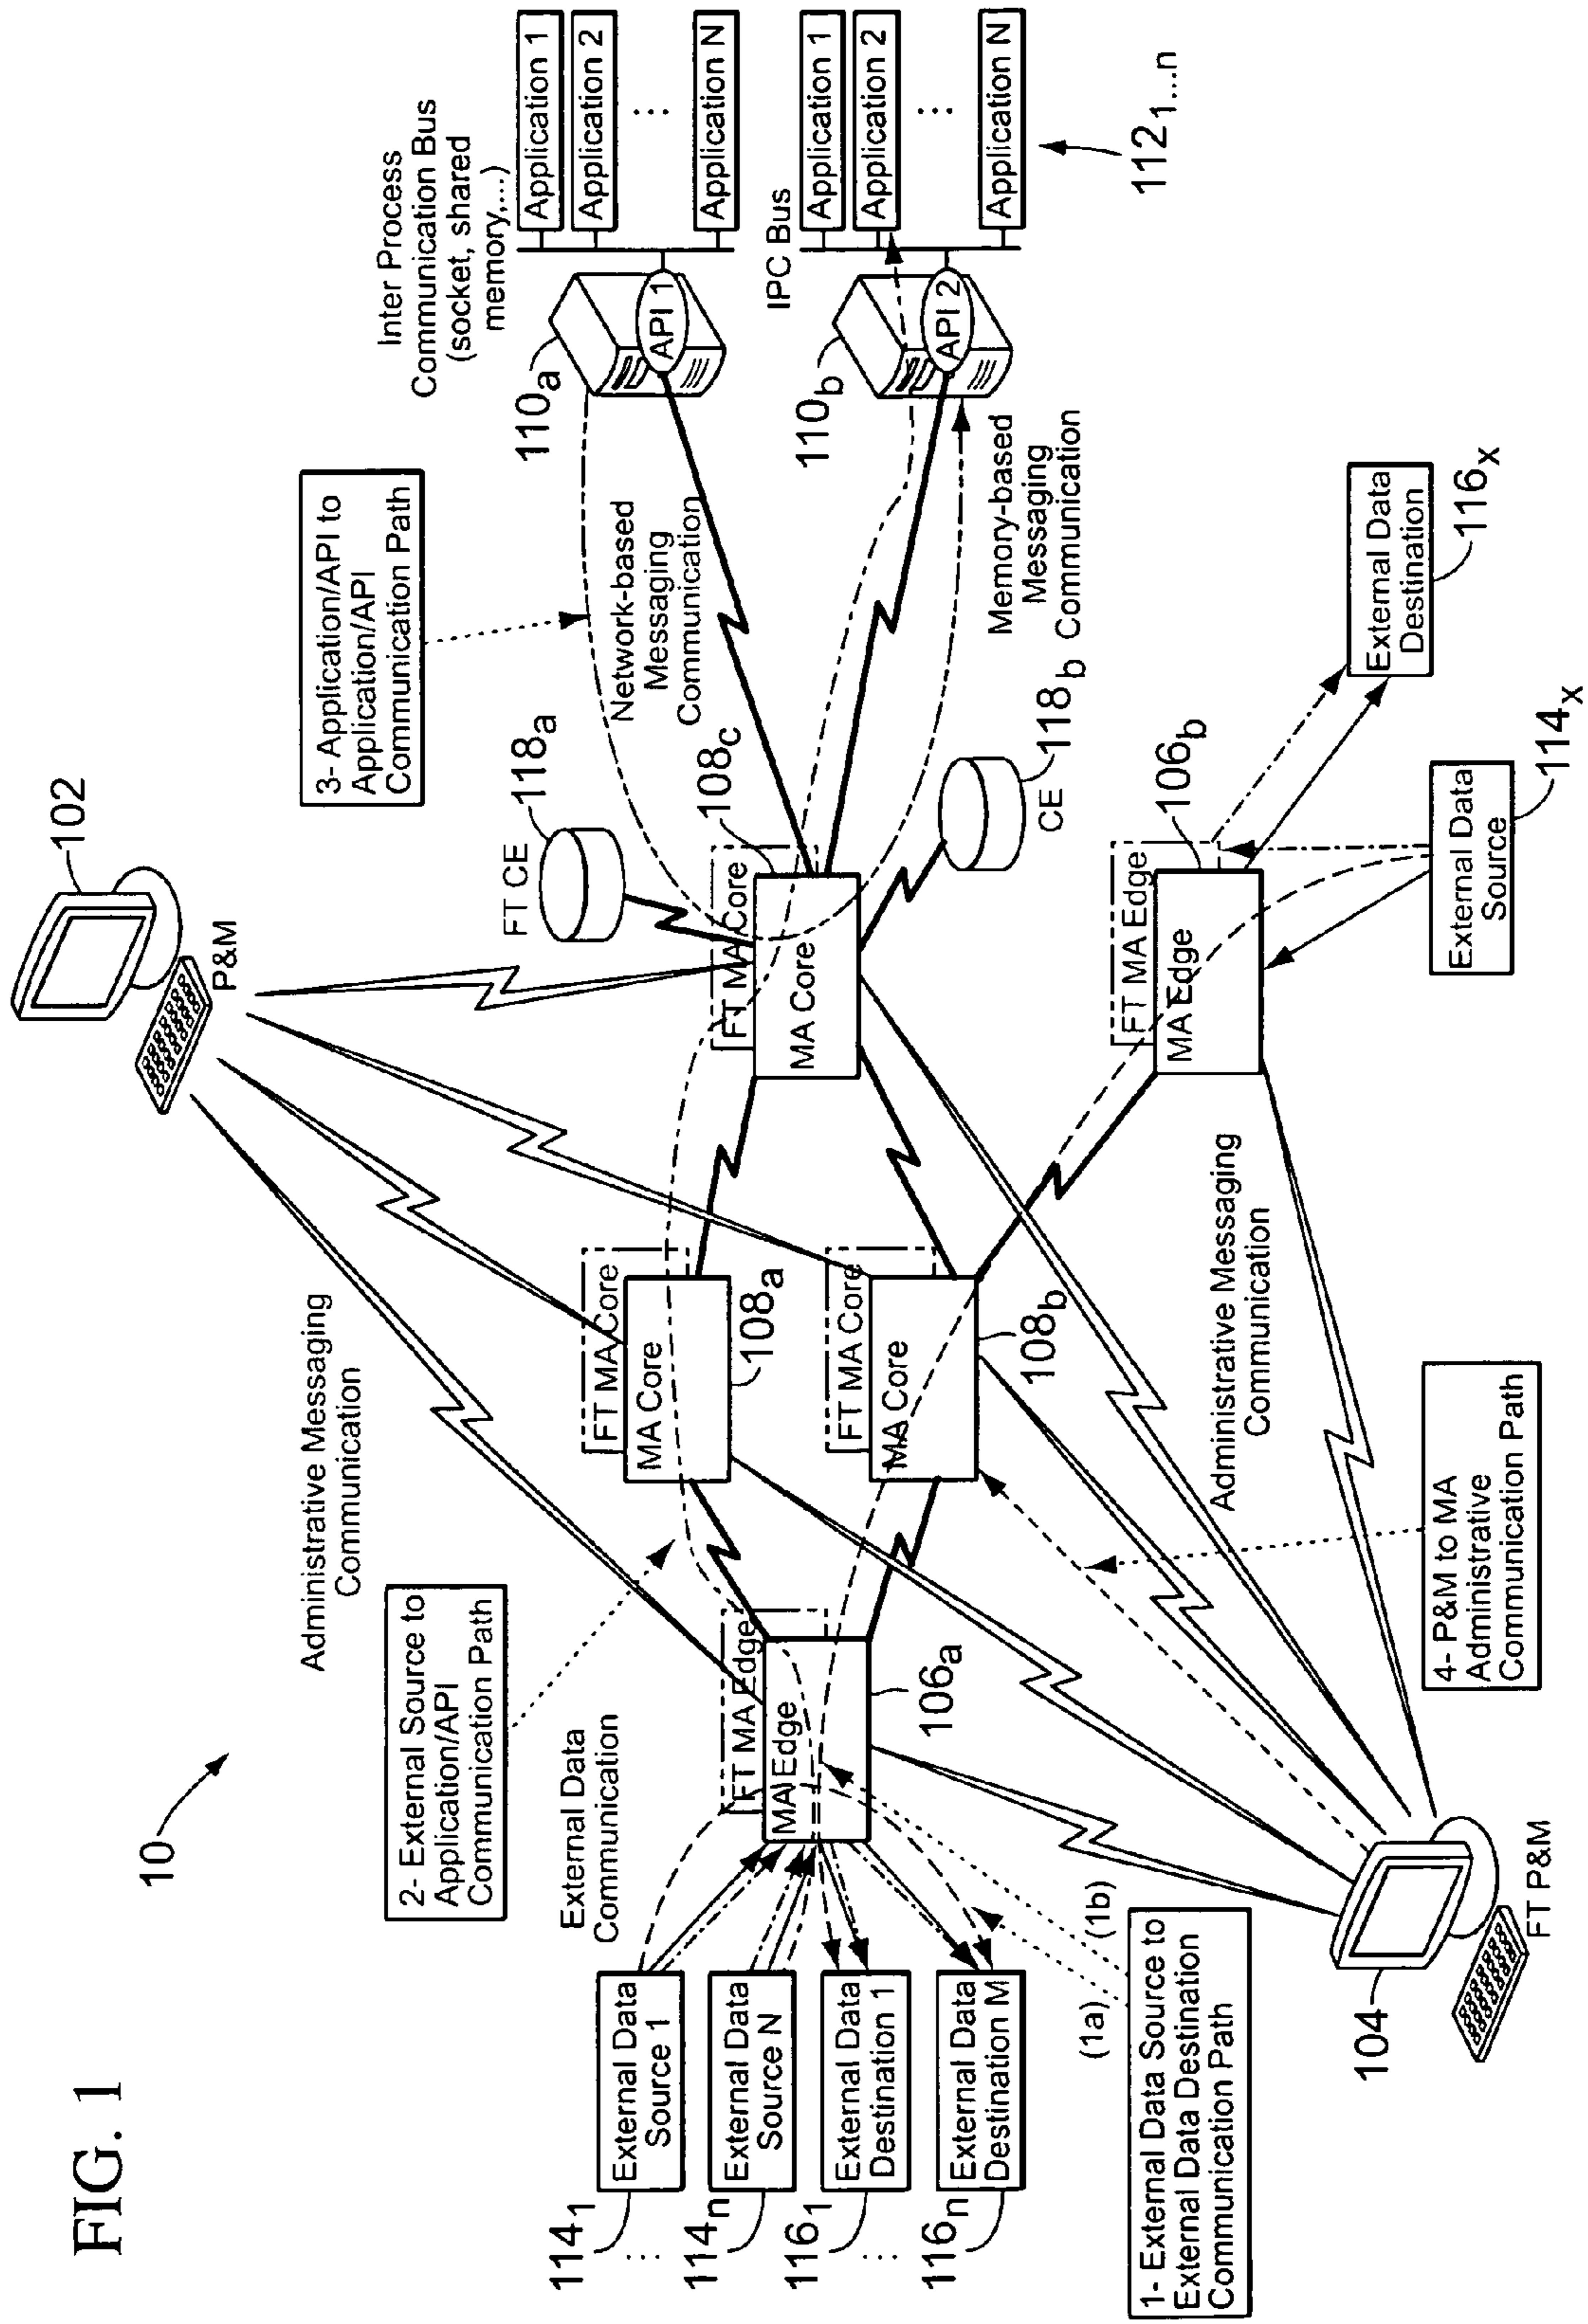 FIG. 1
10
102
P&M
Administrative Messaging
Communication
2- External Source to
Application/API
Communication Path
3- Application/API to
Application/API
Communication Path
Inter Process
Communication Bus
(socket, shared
memory,...)
Application 1
Application 2
...
Application N
110a
API 1
IPC Bus
Application 1
Application 2
...
Application N
112 1...n
110b
API 2
Network-based
Messaging
Communication
Memory-based
Messaging
Communication
FT CE
118a
108c
FT MA Core
MA Core
CE
118b
FT MA Core
MA Core
108a
FT MA Core
MA Core
108b
External Data
Communication
FT MA Edge
MA Edge
106a
External Data
Source 1
114 1
...
External Data
Source N
114n
External Data
Destination 1
116 1
...
External Data
Destination M
116n
(1a)
(1b)
1- External Data Source to
External Data Destination
Communication Path
FT MA Edge
MA Edge
106b
External Data
Destination
116x
External Data
Source
114x
Administrative Messaging
Communication
4- P&M to MA
Administrative
Communication Path
104
FT P&M